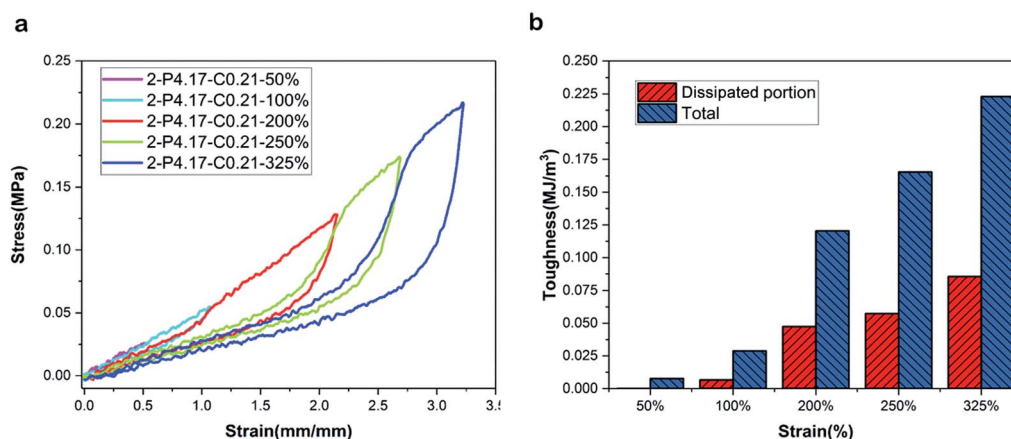 a
0.25
0.20
0.15
0.10
0.05
0.00
Stress(MPa)
2-P4.17-C0.21-50%
2-P4.17-C0.21-100%
2-P4.17-C0.21-200%
2-P4.17-C0.21-250%
2-P4.17-C0.21-325%
0.0 0.5 1.0 1.5 2.0 2.5 3.0 3.5
Strain(mm/mm)
b
0.250
0.225
0.200
0.175
0.150
0.125
0.100
0.075
0.050
0.025
0.000
Toughness(MJ/m³)
Dissipated portion
Total
50% 100% 200% 250% 325%
Strain(%)